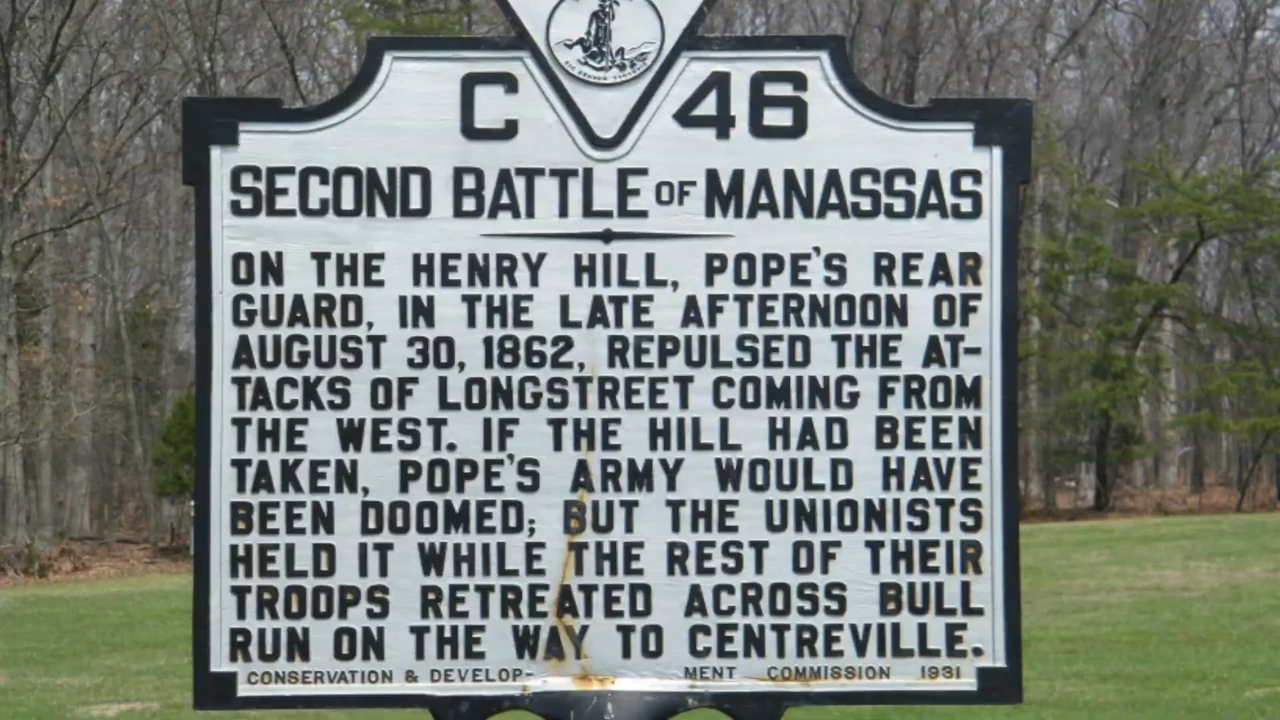 C 46
SECOND BATTLE OF MANASSAS
ON THE HENRY HILL, POPE'S REAR
GUARD, IN THE LATE AFTERNOON OF
AUGUST 30, 1862, REPULSED THE AT-
TACKS OF LONGSTREET COMING FROM
THE WEST. IF THE HILL HAD BEEN
TAKEN, POPE'S ARMY WOULD HAVE
BEEN DOOMED; BUT THE UNIONISTS
HELD IT WHILE THE REST OF THEIR
TROOPS RETREATED ACROSS BULL
RUN ON THE WAY TO CENTREVILLE.
CONSERVATION & DEVELOP- MENT COMMISSION 1931